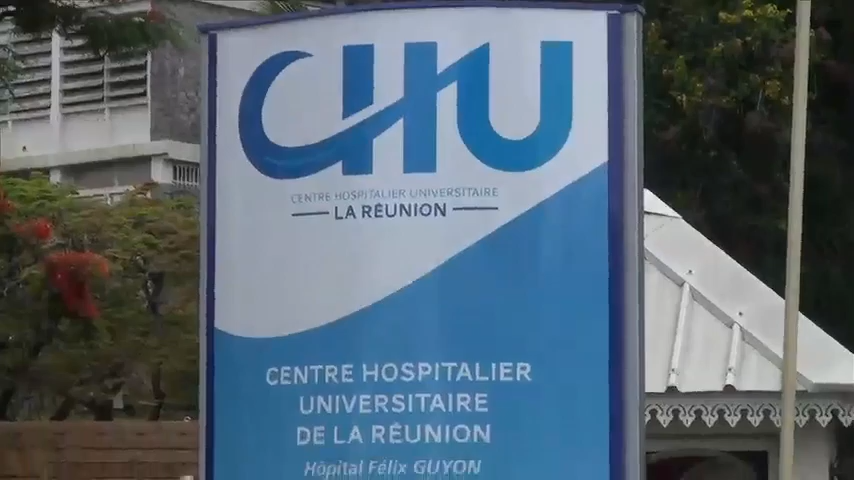 CHU
CENTRE HOSPITALIER UNIVERSITAIRE
LA RÉUNION
CENTRE HOSPITALIER
UNIVERSITAIRE
DE LA RÉUNION
Hôpital Félix GUYON